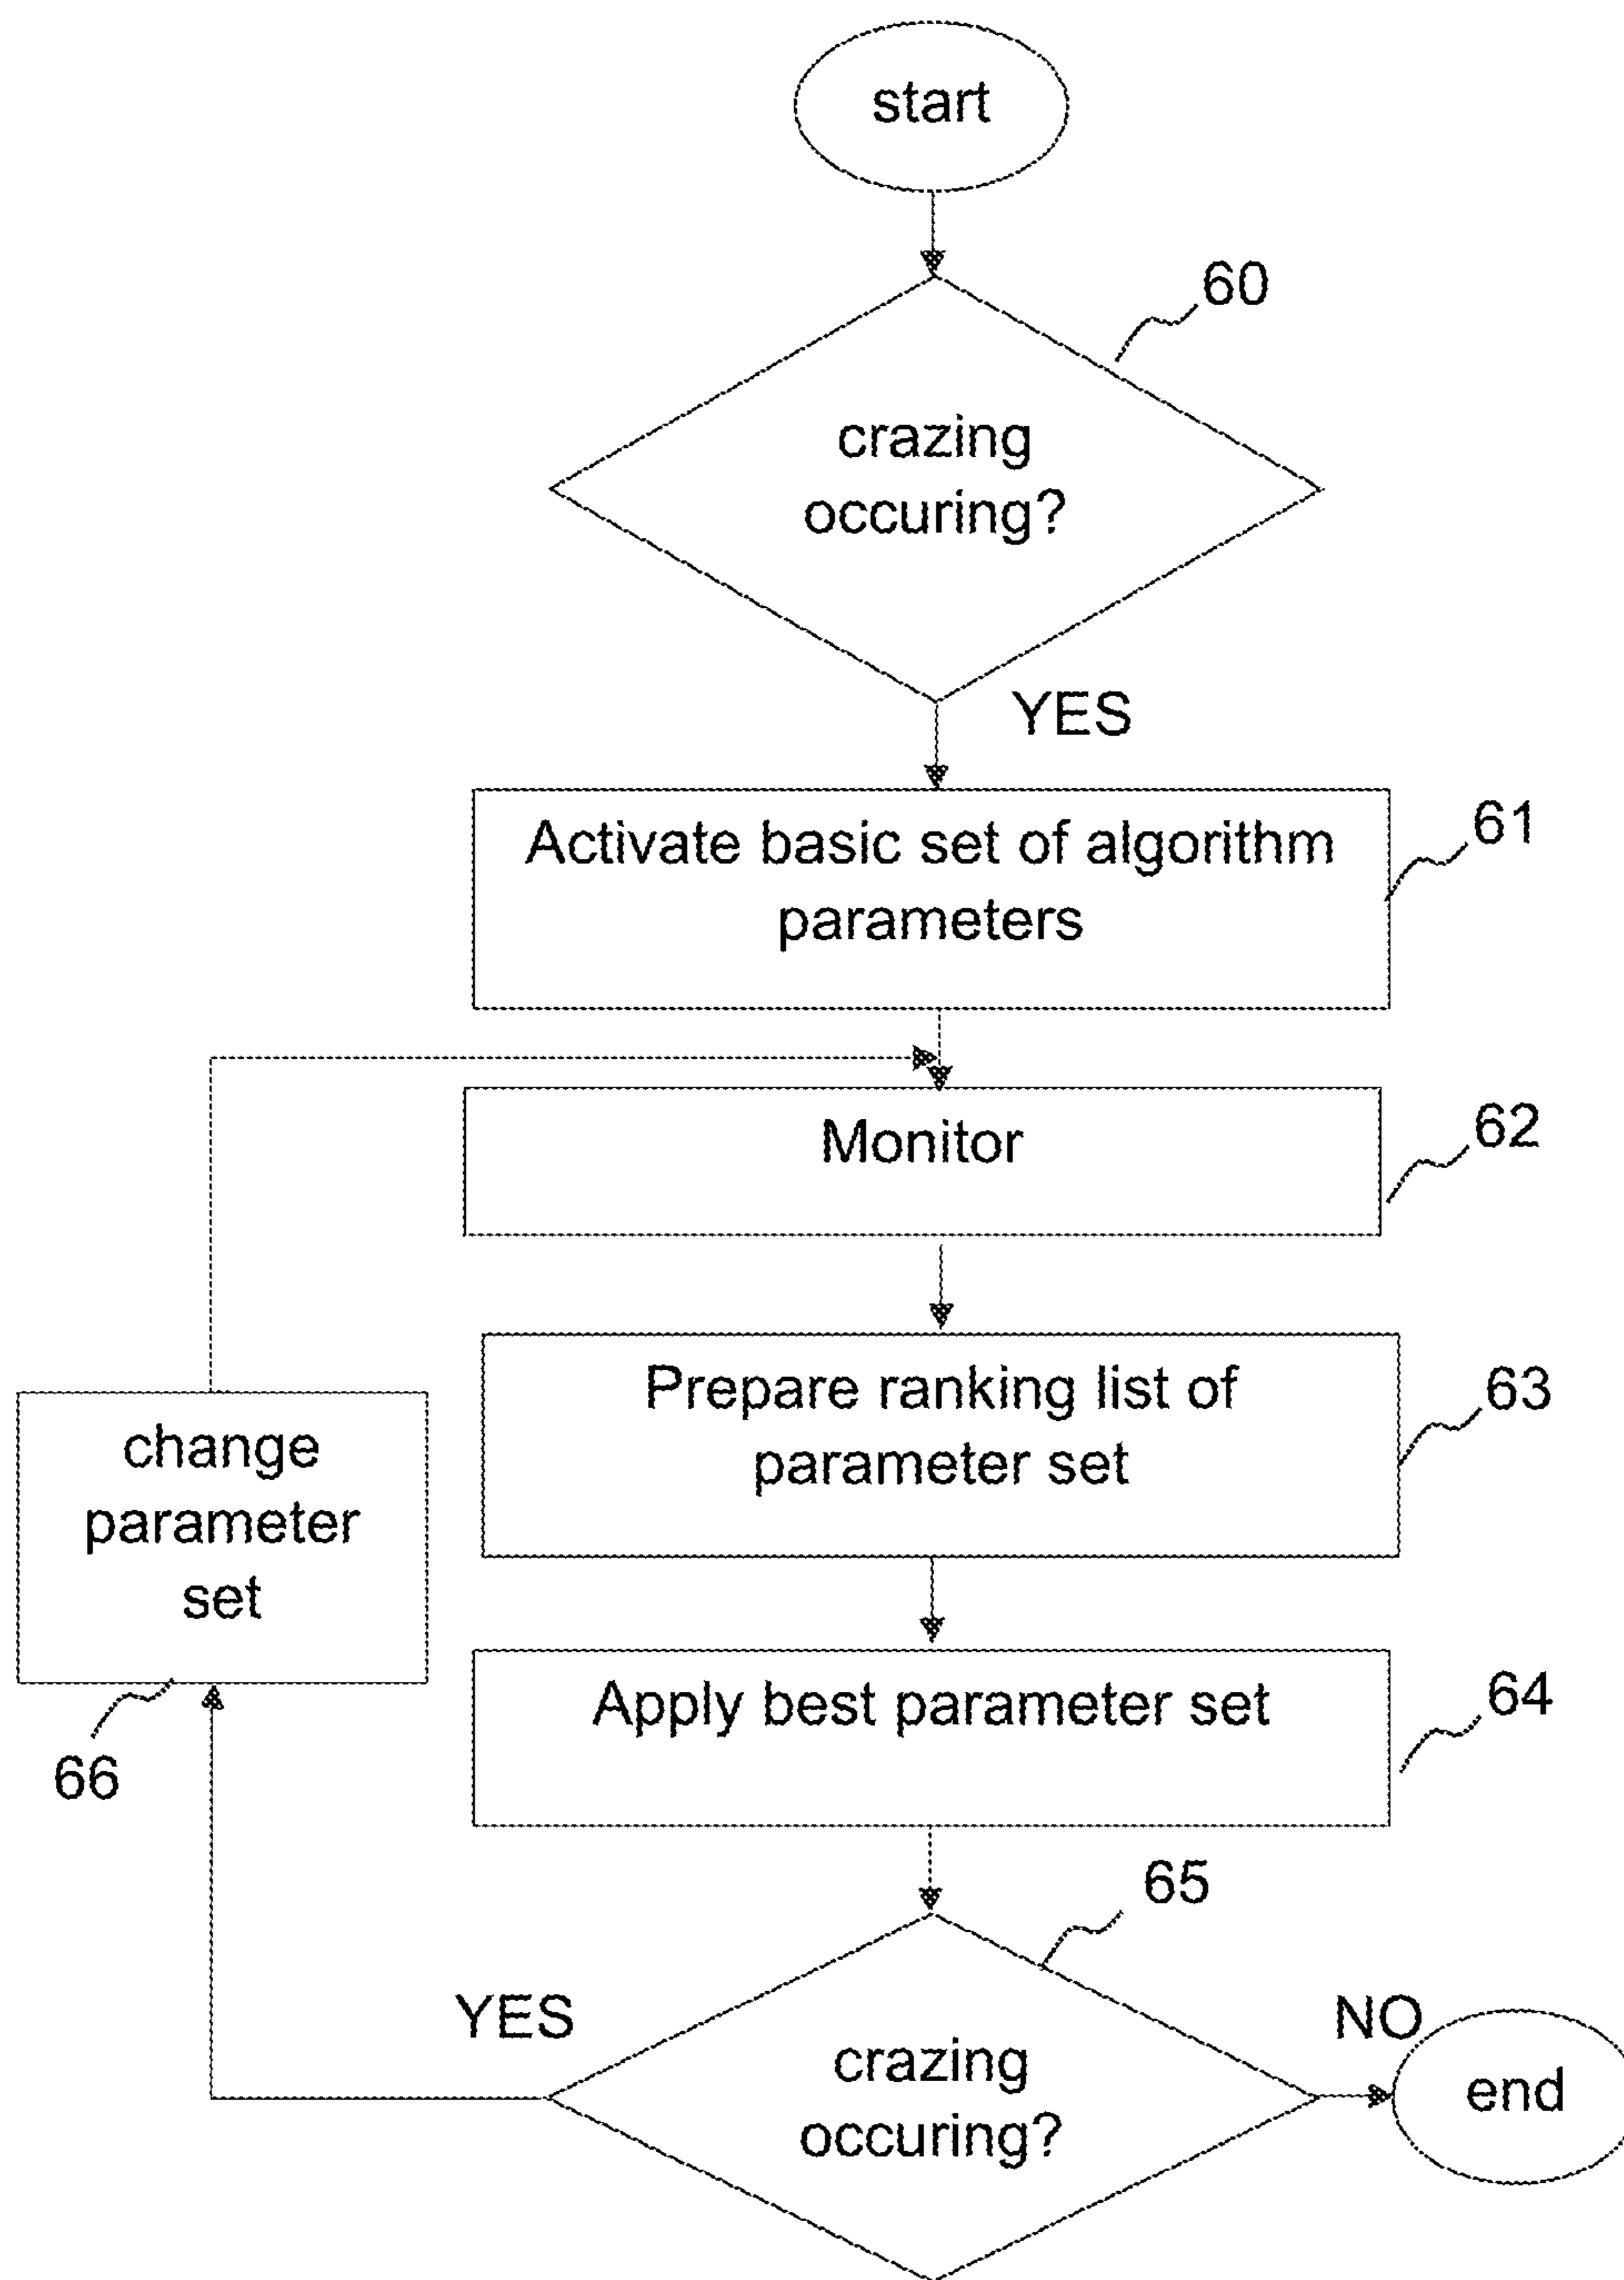 start
60
crazing
occuring?
YES
Activate basic set of algorithm
parameters
61
Monitor
62
Prepare ranking list of
parameter set
63
change
parameter
set
66
Apply best parameter set
64
65
YES
NO
crazing
occuring?
end